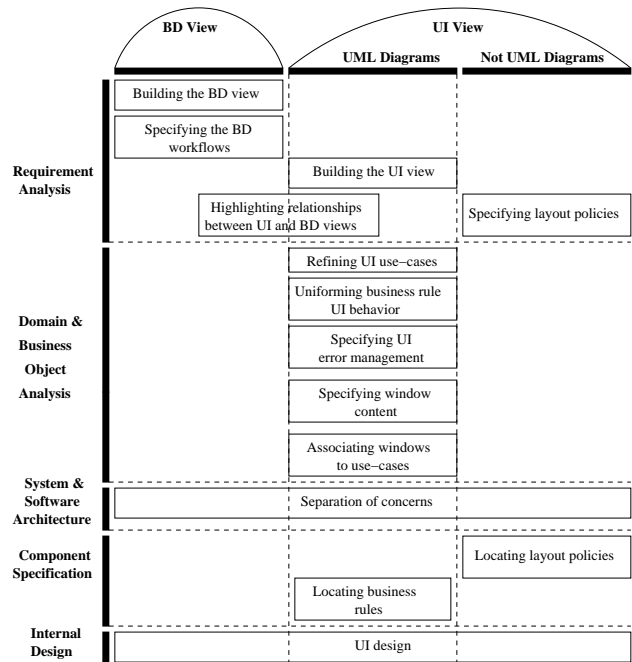 BD View
UI View
UML Diagrams
Not UML Diagrams
Requirement
Analysis
Building the BD view
Specifying the BD
workflows
Building the UI view
Highlighting relationships
between UI and BD views
Specifying layout policies
Domain &
Business
Object
Analysis
Refining UI use−cases
Uniforming business rule
UI behavior
Specifying UI
error management
Specifying window
content
Associating windows
to use−cases
System &
Software
Architecture
Separation of concerns
Component
Specification
Locating layout policies
Locating business
rules
Internal
Design
UI design